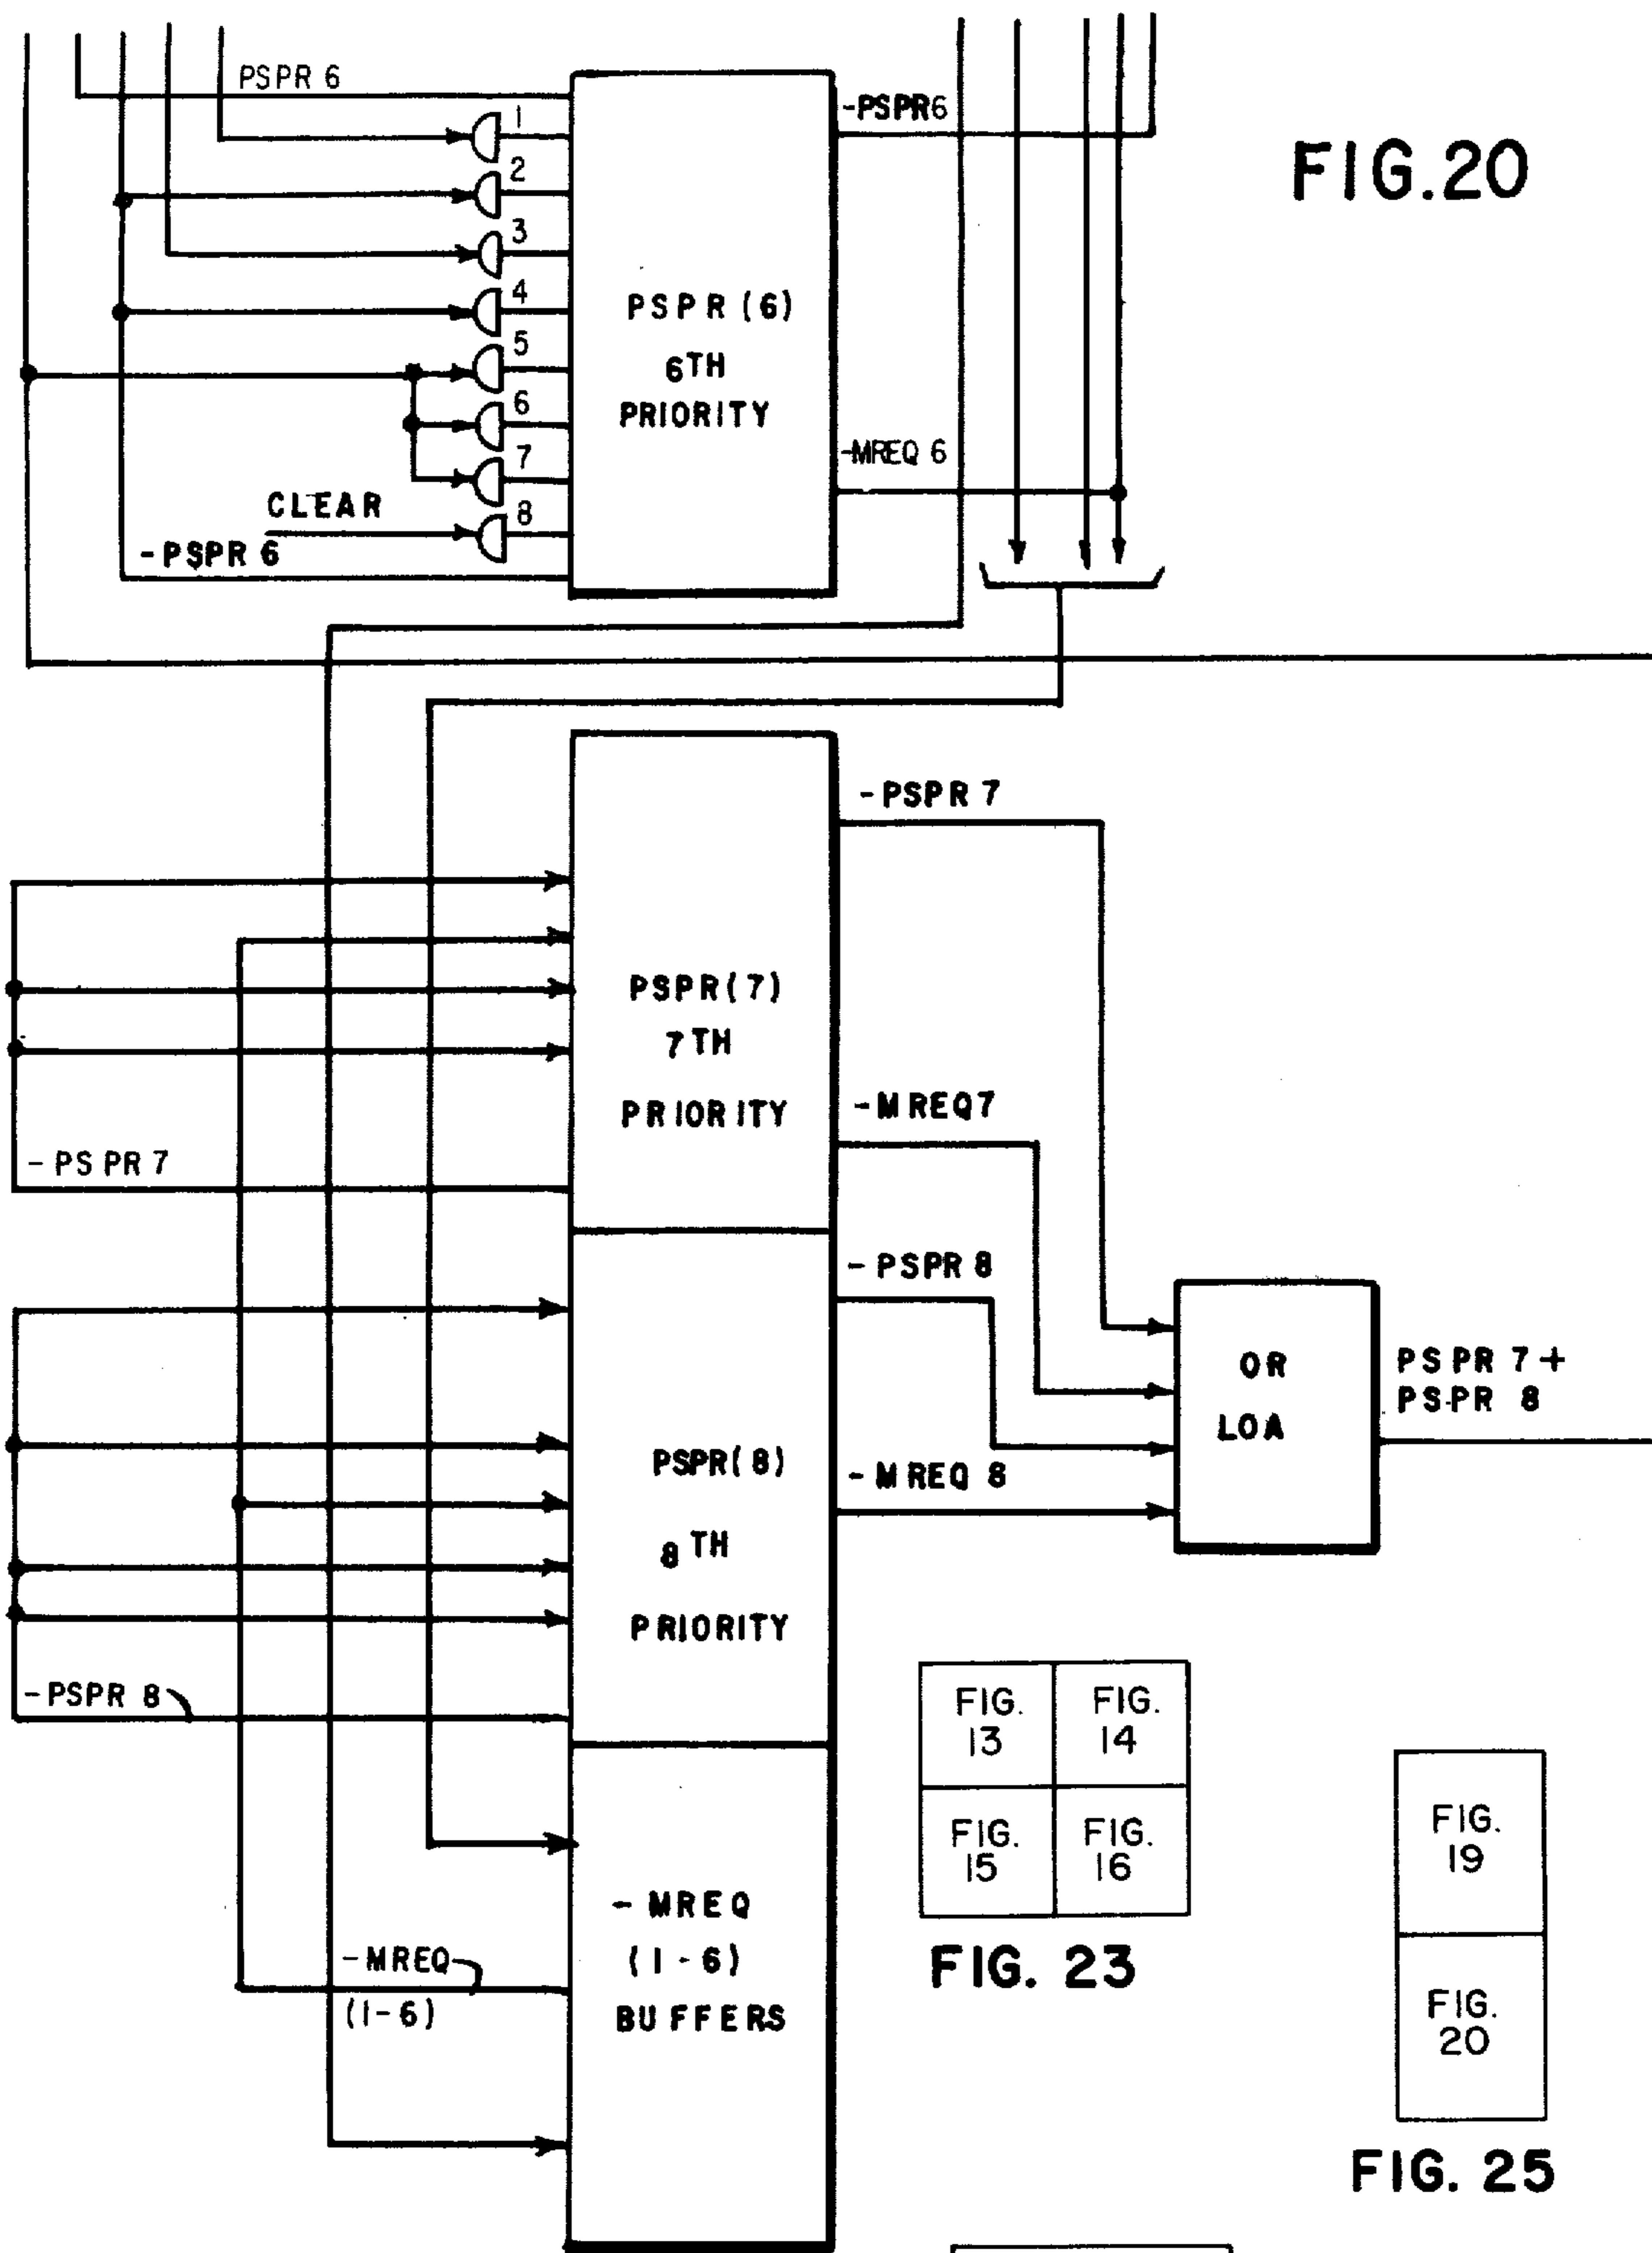 PSPR 6
-PSPR6
FIG.20
1
2
3
4
5
6
7
8
PSPR (6)
6TH
PRIORITY
-MREQ 6
CLEAR
-PSPR 6
-PSPR 7
PSPR(7)
7TH
PRIORITY
-MREQ7
-PSPR 7
-PSPR 8
OR
LOA
PSPR 7+
PSPR 8
PSPR(8)
8TH
PRIORITY
-MREQ 8
-PSPR 8
FIG.
13
FIG.
14
FIG.
15
FIG.
16
FIG. 23
FIG.
19
FIG.
20
FIG. 25
-MREQ
(1-6)
BUFFERS
-MREQ
(1-6)